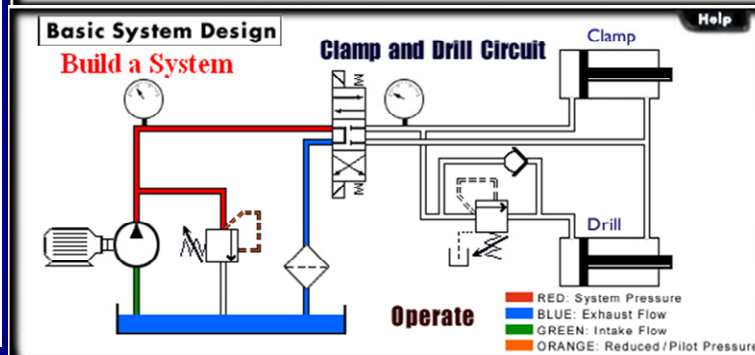 Help
Basic System Design
Build a System
Clamp and Drill Circuit
Clamp
Drill
Operate
RED: System Pressure
BLUE: Exhaust Flow
GREEN: Intake Flow
ORANGE: Reduced/Pilot Pressure